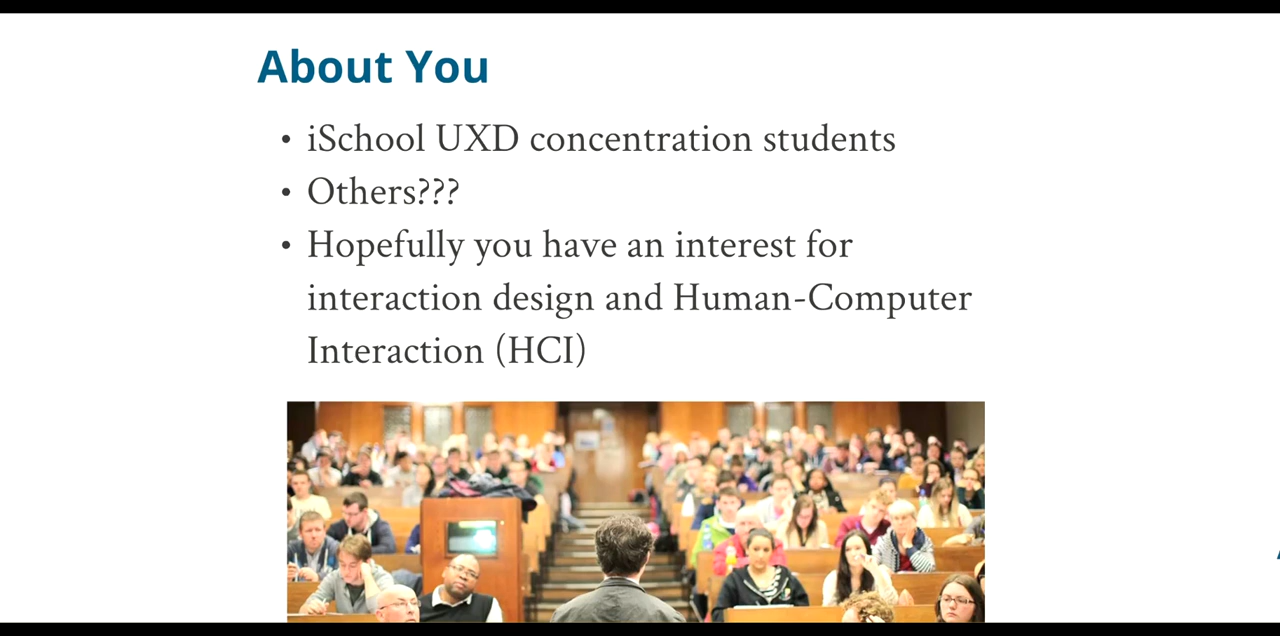 About You
• iSchool UXD concentration students
• Others???
• Hopefully you have an interest for
interaction design and Human-Computer
Interaction (HCI)